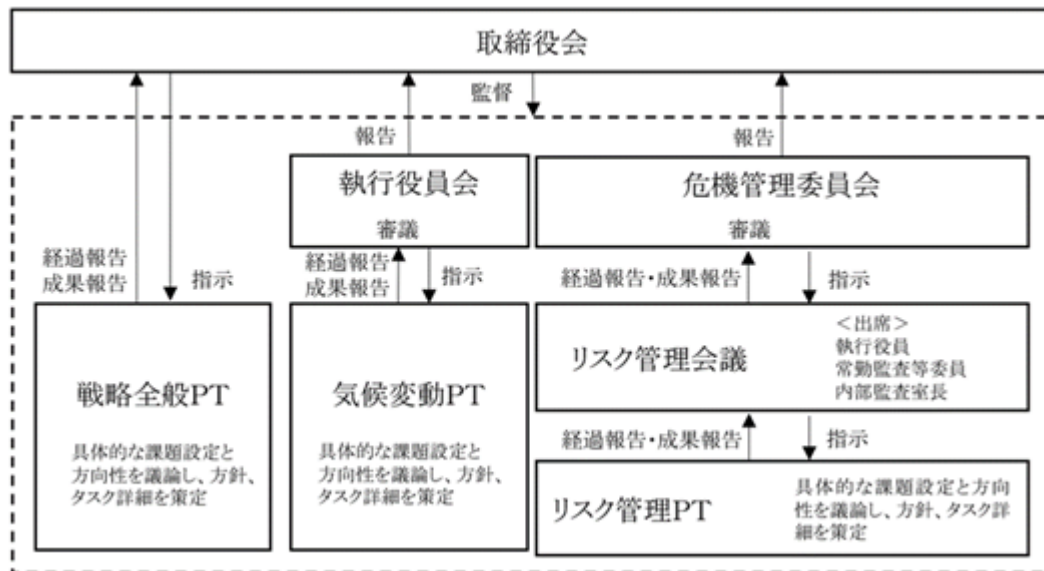 取締役会
監督
報告
報告
執行役員会
審議
危機管理委員会
審議
経過報告
成果報告
指示
経過報告
成果報告
指示
経過報告・成果報告
指示
戦略全般PT
具体的な課題設定と
方向性を議論し、方針、
タスク詳細を策定
気候変動PT
具体的な課題設定と
方向性を議論し、方針、
タスク詳細を策定
リスク管理会議
＜出席＞
執行役員
常勤監査等委員
内部監査室長
経過報告・成果報告
指示
リスク管理PT
具体的な課題設定と方向
性を議論し、方針、タスク詳
細を策定